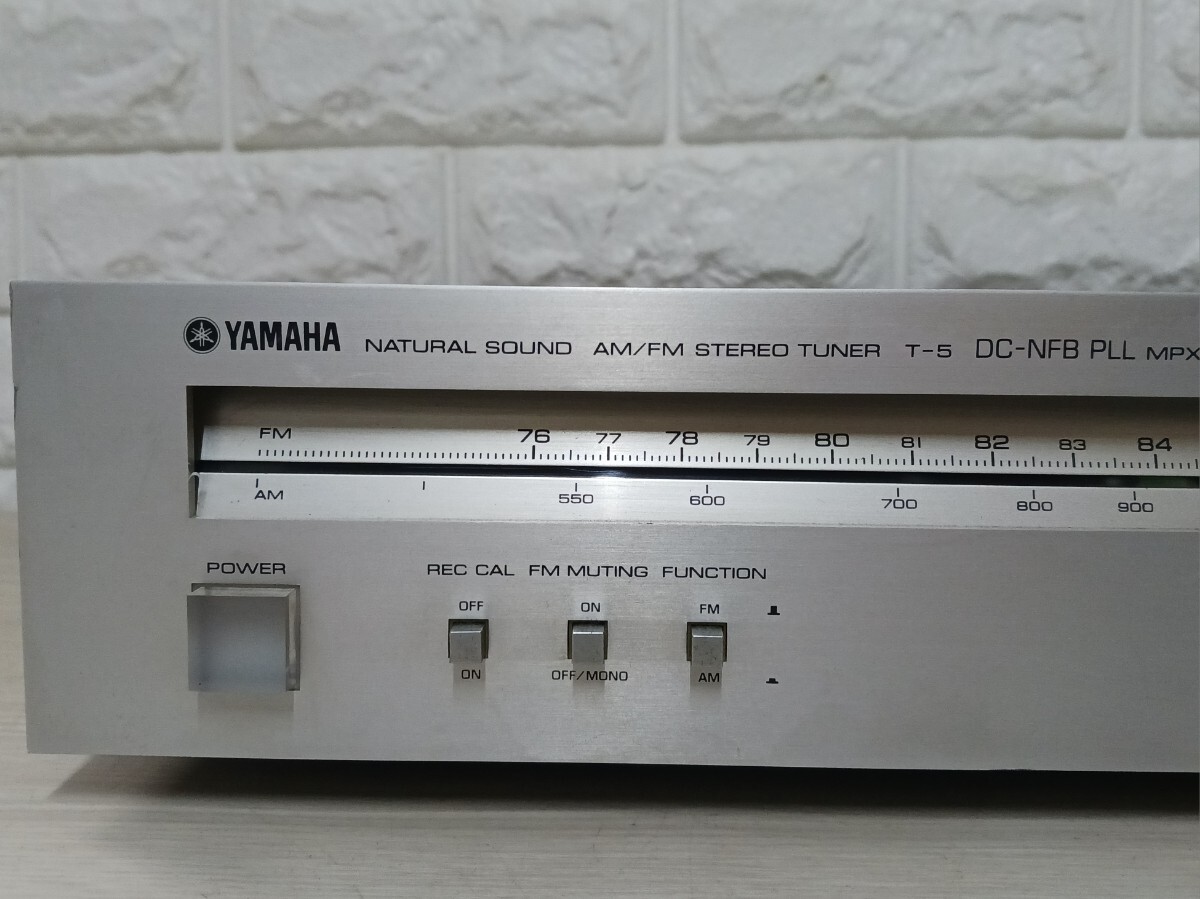 YAMAHA NATURAL SOUND AM/FM STEREO TUNER T-5 DC-NFB PLL MPX
FM 76 77 78 79 80 81 82 83 84
AM 550 600 700 800 900
POWER REC CAL FM MUTING FUNCTION
OFF ON FM
ON OFF/MONO AM